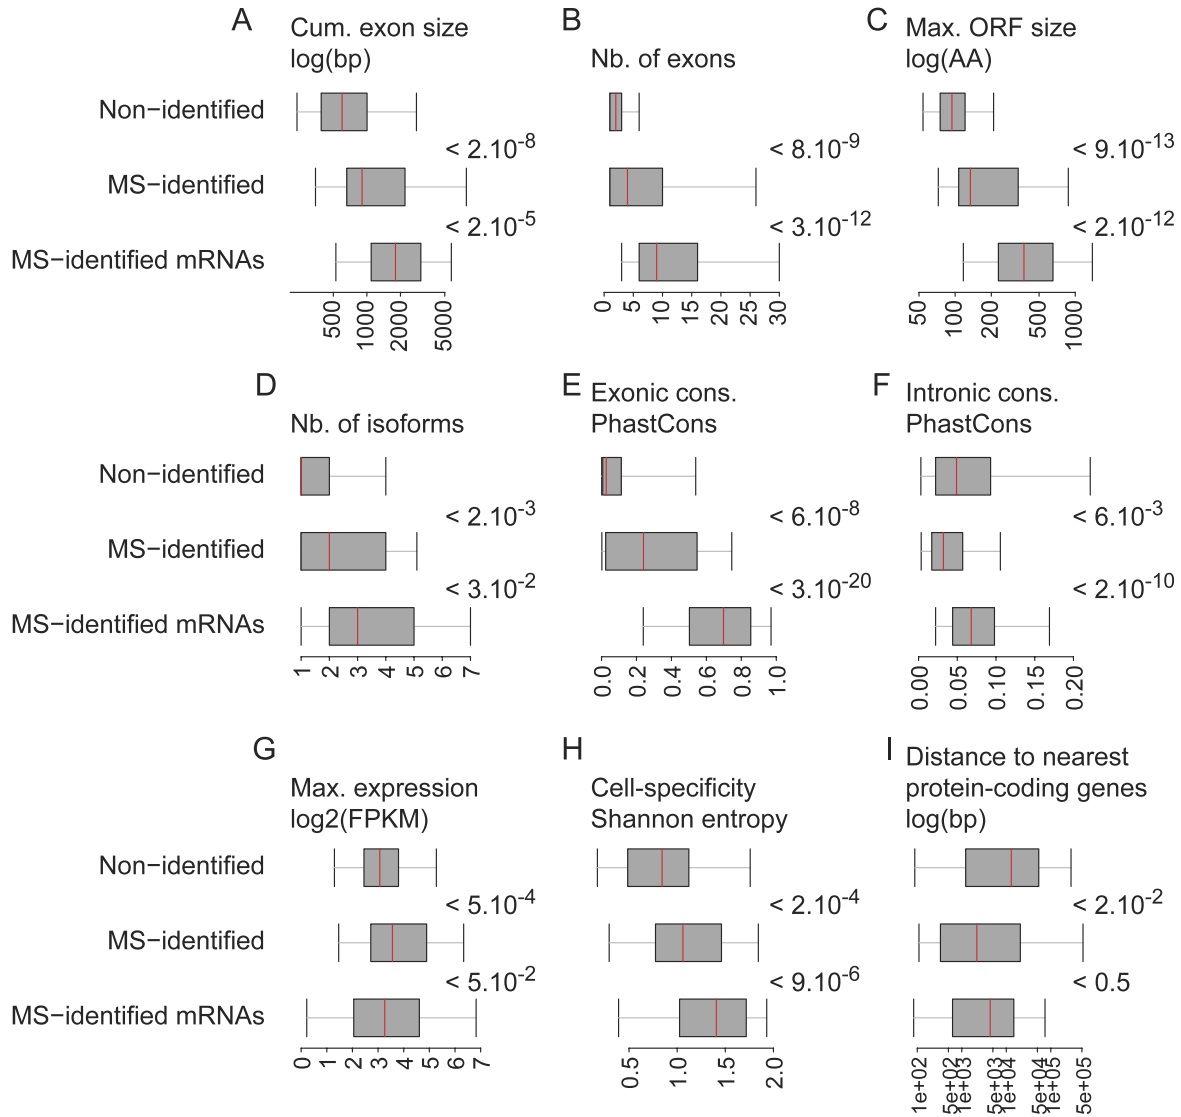 A Cum. exon size
log(bp)
B
Nb. of exons
C Max. ORF size
log(AA)
Non−identified
< 2.10-8
< 8.10-9
< 9.10-13
MS−identified
< 2.10-5
< 3.10-12
< 2.10-12
MS−identified mRNAs
500 1000 2000 5000
0 5 10 15 20 25 30
50 100 200 500 1000
D
Nb. of isoforms
E Exonic cons.
PhastCons
F Intronic cons.
PhastCons
Non−identified
< 2.10-3
< 6.10-8
< 6.10-3
MS−identified
< 3.10-2
< 3.10-20
< 2.10-10
MS−identified mRNAs
1 2 3 4 5 6 7
0.0 0.2 0.4 0.6 0.8 1.0
0.00 0.05 0.10 0.15 0.20
G
Max. expression
log2(FPKM)
H
Cell-specificity
Shannon entropy
I Distance to nearest
protein-coding genes
log(bp)
Non−identified
< 5.10-4
< 2.10-4
< 2.10-2
MS−identified
< 5.10-2
< 9.10-6
< 0.5
MS−identified mRNAs
0 1 2 3 4 5 6 7
0.5 1.0 1.5 2.0
1e+02 5e+02 1e+03 5e+03 1e+04 5e+04 1e+05 5e+05